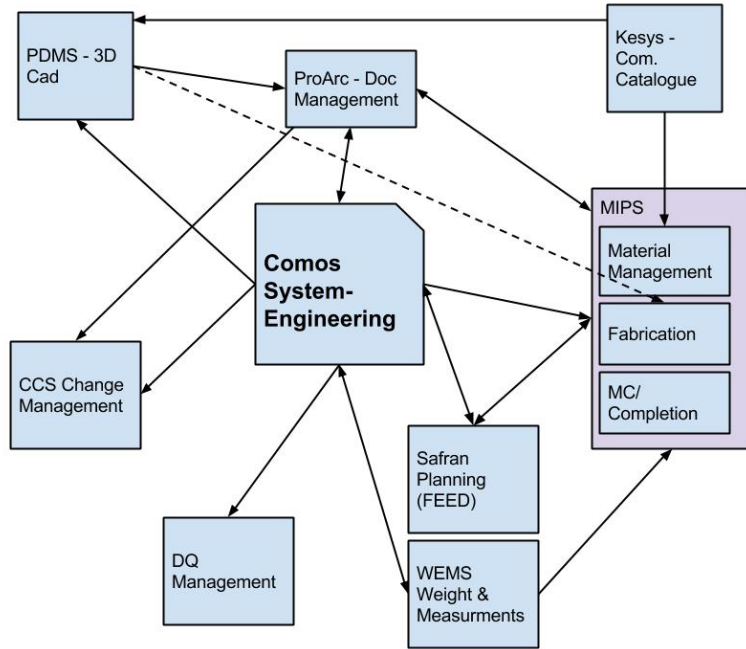 PDMS - 3D
Cad
ProArc - Doc
Management
Kesys -
Com.
Catalogue
MIPS
Material
Management
Fabrication
MC/
Completion
Comos
System-
Engineering
CCS Change
Management
Safran
Planning
(FEED)
DQ
Management
WEMS
Weight &
Measurments